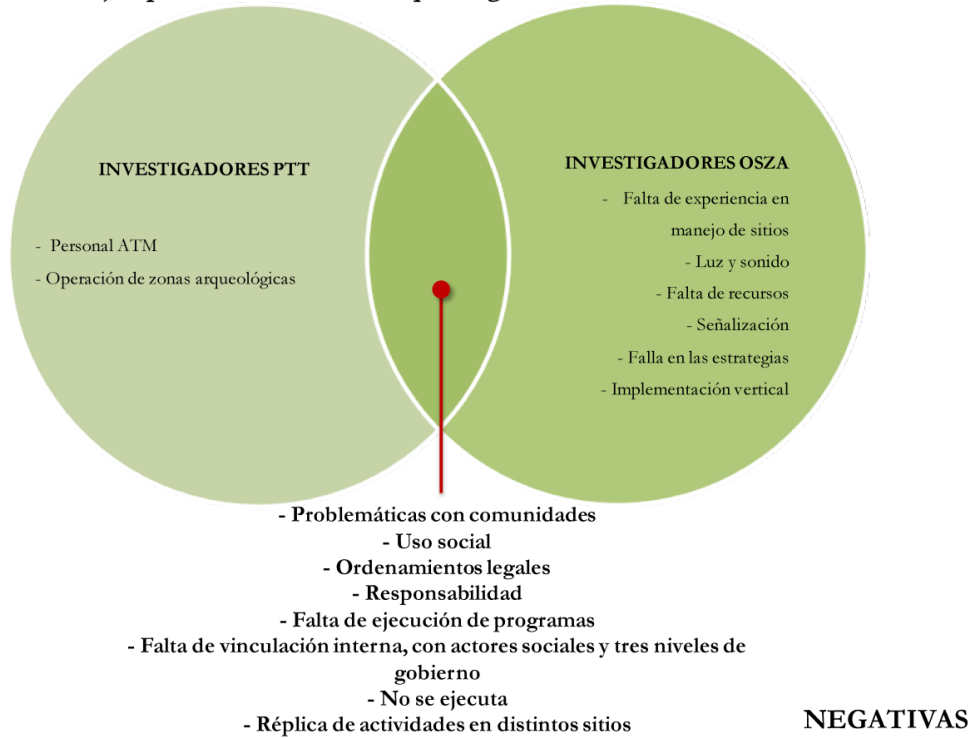 INVESTIGADORES PTT
- Personal ATM
- Operación de zonas arqueológicas
INVESTIGADORES OSZA
- Falta de experiencia en
manejo de sitios
- Luz y sonido
- Falta de recursos
- Señalización
- Falla en las estrategias
- Implementación vertical
- Problemáticas con comunidades
- Uso social
- Ordenamientos legales
- Responsabilidad
- Falta de ejecución de programas
- Falta de vinculación interna, con actores sociales y tres niveles de
gobierno
- No se ejecuta
- Réplica de actividades en distintos sitios
NEGATIVAS